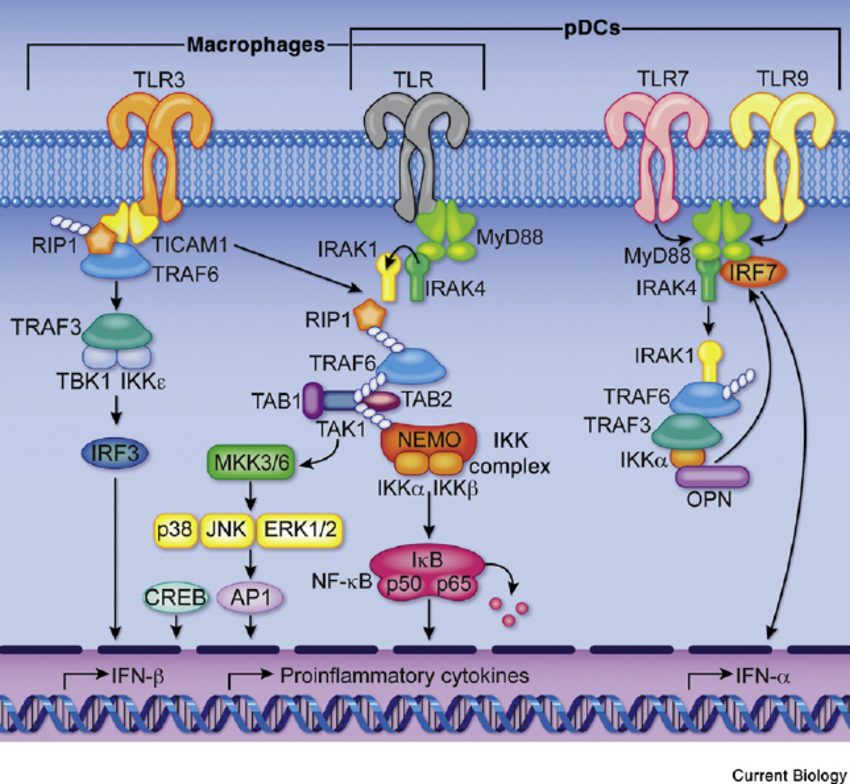 pDCs
Macrophages
TLR3
TLR
TLR7
TLR9
RIP1
TICAM1
TRAF6
IRAK1
MyD88
IRAK4
MyD88
IRF7
IRAK4
TRAF3
TBK1 IKKε
RIP1
TRAF6
TAB1
TAB2
TAK1
IRAK1
TRAF6
TRAF3
IKKα
OPN
IRF3
MKK3/6
NEMO
IKK
complex
IKKα IKKβ
p38
JNK
ERK1/2
IκB
NF-κB
p50 p65
CREB
AP1
IFN-β
Proinflammatory cytokines
IFN-α
Current Biology